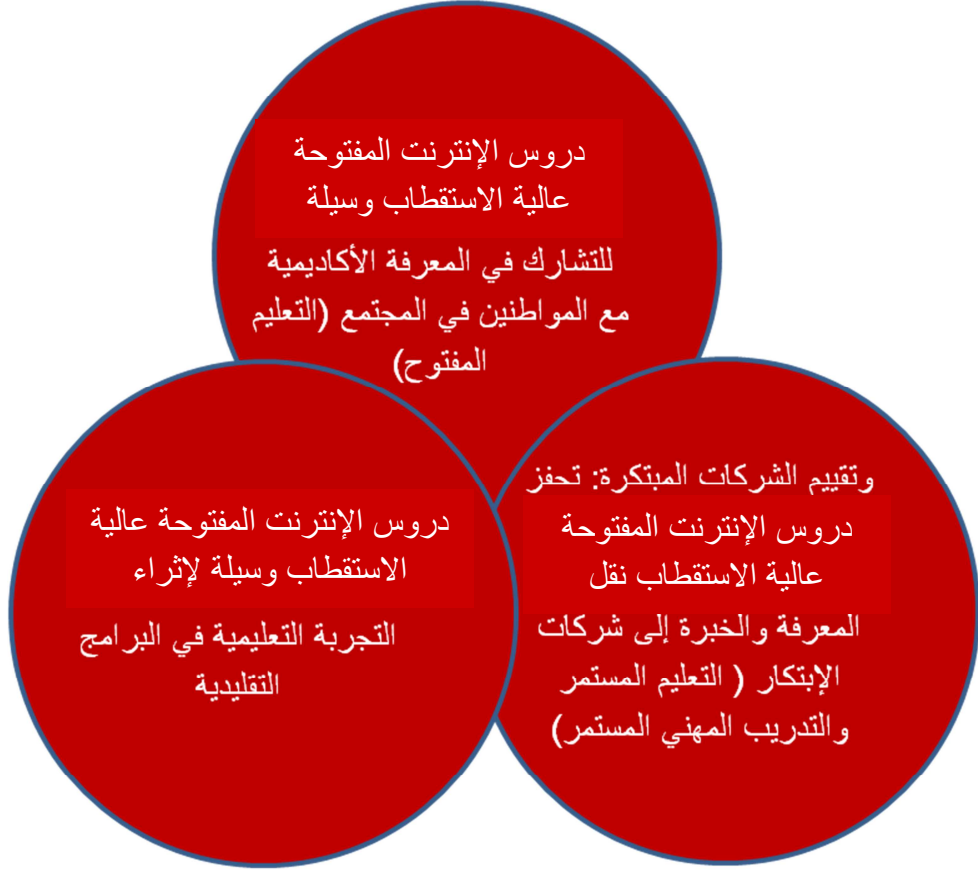 دروس الإنترنت المفتوحة
عالية الاستقطاب وسيلة
للتشارك في المعرفة الأكاديمية
مع المواطنين في المجتمع (التعليم
المفتوح)
وتقييم الشركات المبتكرة: تحفز
دروس الإنترنت المفتوحة
عالية الاستقطاب نقل
المعرفة والخبرة إلى شركات
الإبتكار ( التعليم المستمر
والتدريب المهني المستمر)
دروس الإنترنت المفتوحة عالية
الاستقطاب وسيلة لإثراء
التجربة التعليمية في البرامج
التقليدية